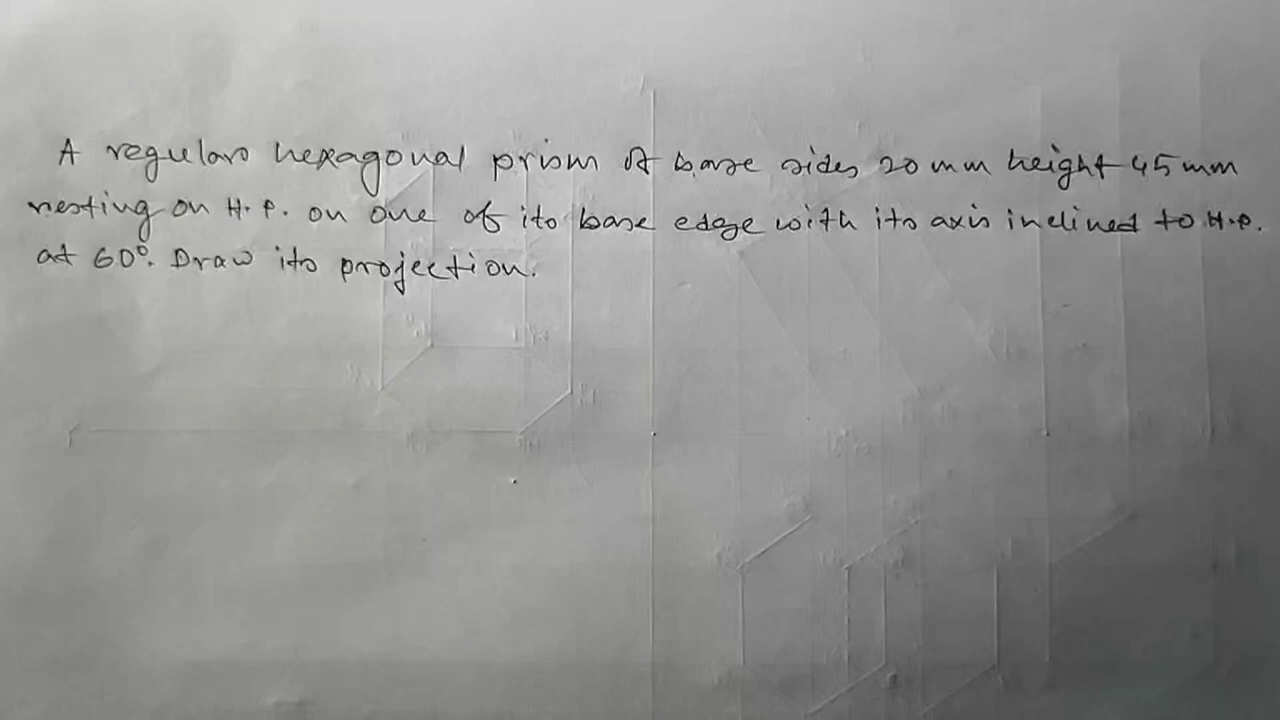 A regular hexagonal prism of base sides 20 mm height 45 mm
resting on H.P. on one of its base edge with its axis inclined to H.P.
at 60°. Draw its projection.